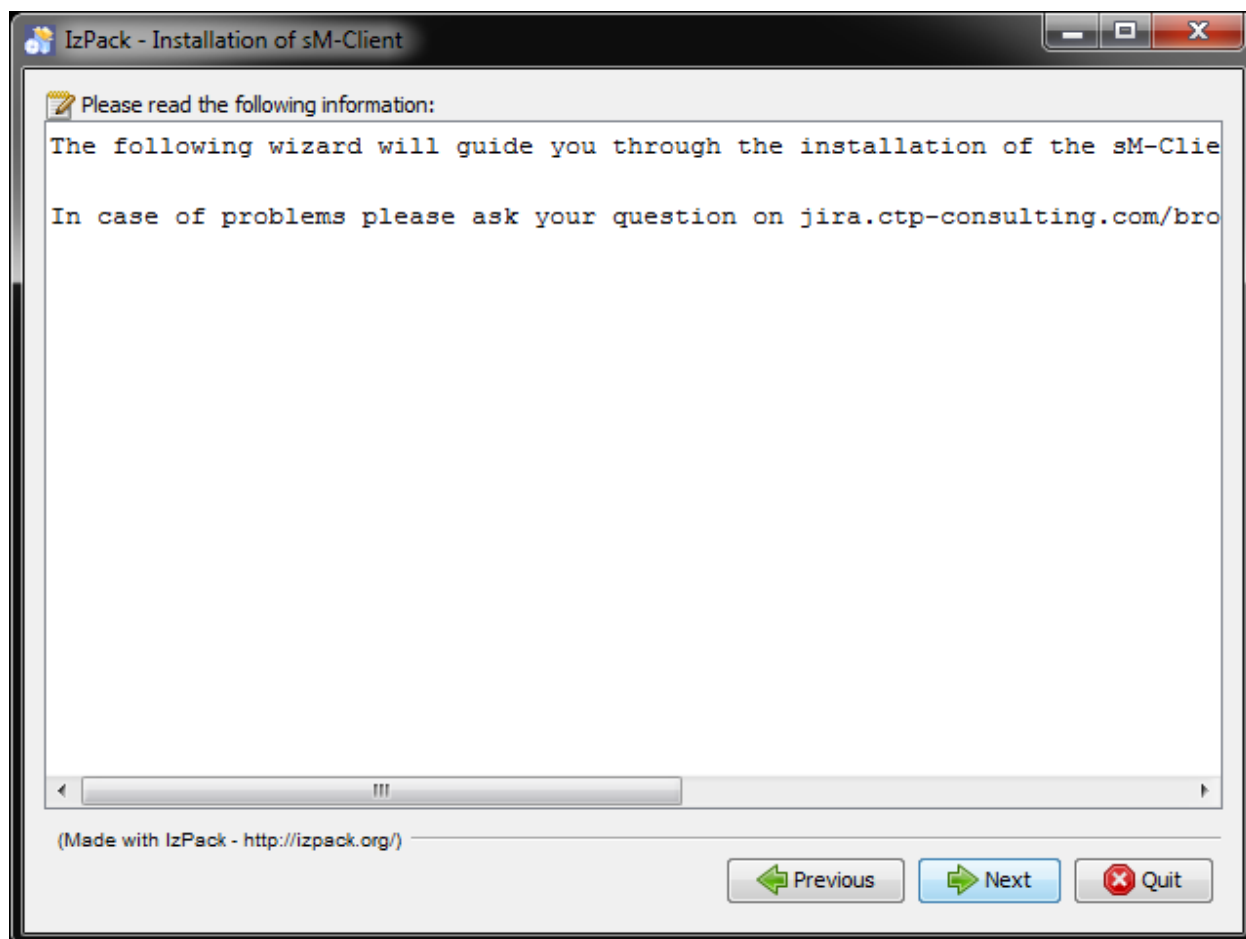 IzPack - Installation of sM-Client
Please read the following information:
The following wizard will guide you through the installation of the sM-Clie
In case of problems please ask your question on jira.ctp-consulting.com/bro
(Made with IzPack - http://izpack.org/)
Previous Next Quit